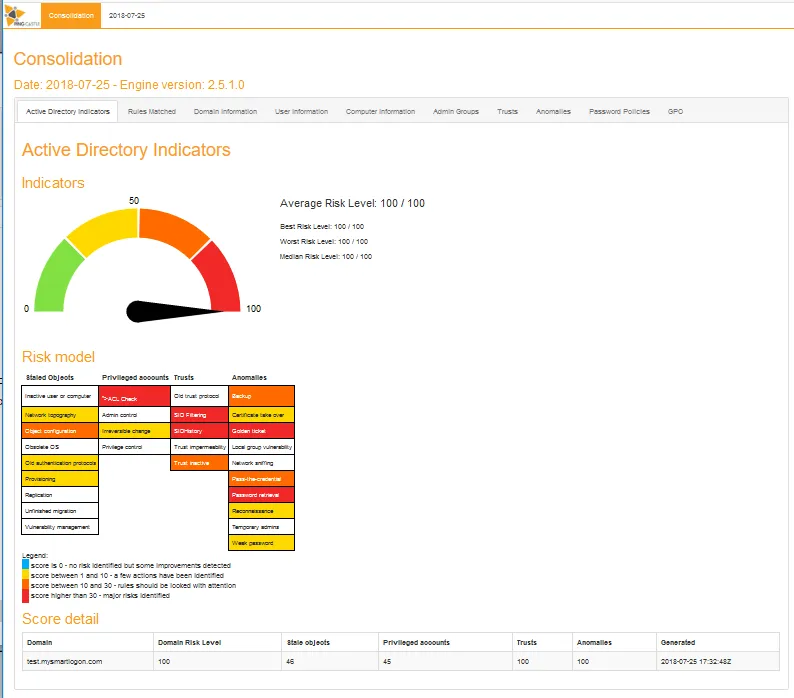 PINGCASTLE Consolidation 2018-07-25
Consolidation
Date: 2018-07-25 - Engine version: 2.5.1.0
Active Directory Indicators Rules Matched Domain Information User Information Computer Information Admin Groups Trusts Anomalies Password Policies GPO
Active Directory Indicators
Indicators
50
0
100
Average Risk Level: 100 / 100
Best Risk Level: 100 / 100
Worst Risk Level: 100 / 100
Median Risk Level: 100 / 100
Risk model
Staled Objects Privileged accounts Trusts Anomalies
Inactive user or computer ">ACL Check Old trust protocol Backup
Network topography Admin control SID Filtering Certificate take over
Object configuration Irreversible change SIDHistory Golden ticket
Obsolete OS Privilege control Trust impermeability Local group vulnerability
Old authentication protocols Trust inactive Network sniffing
Provisioning Pass-the-credential
Replication Password retrieval
Unfinished migration Reconnaissance
Vulnerability management Temporary admins
Weak password
Legend:
score is 0 - no risk identified but some improvements detected
score between 1 and 10 - a few actions have been identified
score between 10 and 30 - rules should be looked with attention
score higher than 30 - major risks identified
Score detail
Domain Domain Risk Level Stale objects Privileged accounts Trusts Anomalies Generated
test.mysmartlogon.com 100 46 45 100 100 2018-07-25 17:32:48Z